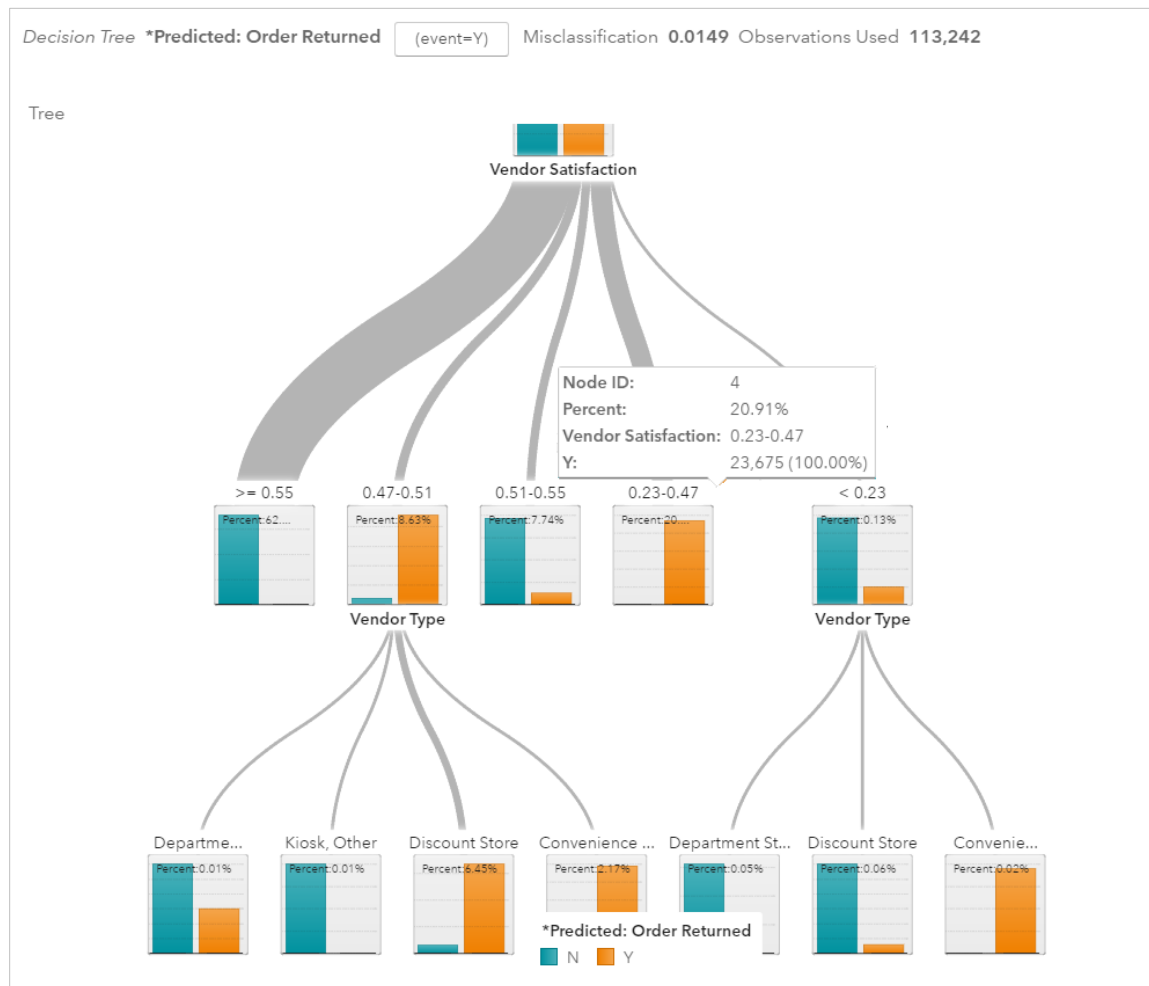 Decision Tree *Predicted: Order Returned (event=Y) Misclassification 0.0149 Observations Used 113,242
Tree
Vendor Satisfaction
Node ID: 4
Percent: 20.91%
Vendor Satisfaction: 0.23-0.47
Y: 23,675 (100.00%)
>= 0.55 0.47-0.51 0.51-0.55 0.23-0.47 < 0.23
Percent:62.... Percent:8.63% Percent:7.74% Percent:20.... Percent:0.13%
Vendor Type Vendor Type
Departme... Kiosk, Other Discount Store Convenience ... Department St... Discount Store Convenie...
Percent:0.01% Percent:0.01% Percent:6.45% Percent:2.17% Percent:0.05% Percent:0.06% Percent:0.02%
*Predicted: Order Returned
N Y